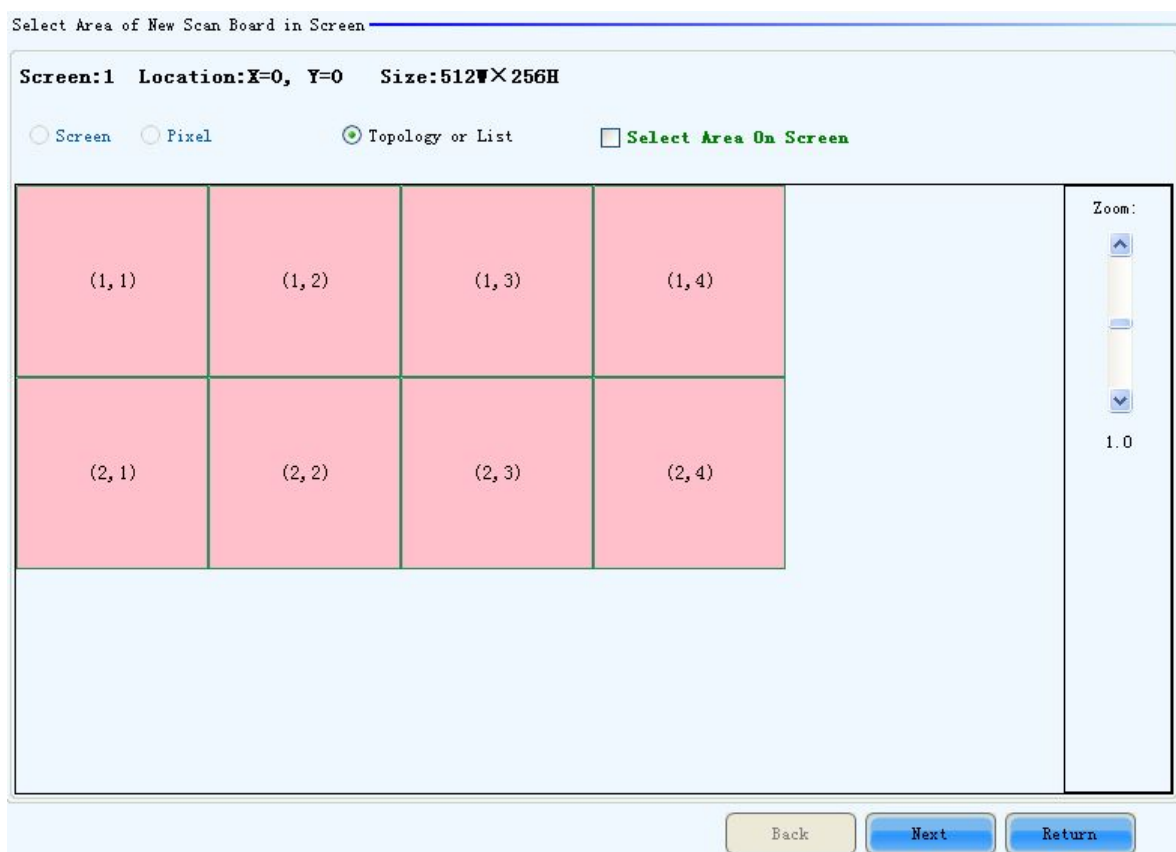 Select Area of New Scan Board in Screen
Screen:1 Location:X=0, Y=0 Size:512W×256H
Screen Pixel Topology or List Select Area On Screen
Zoom:
(1,1) (1,2) (1,3) (1,4)
1.0
(2,1) (2,2) (2,3) (2,4)
Back Next Return